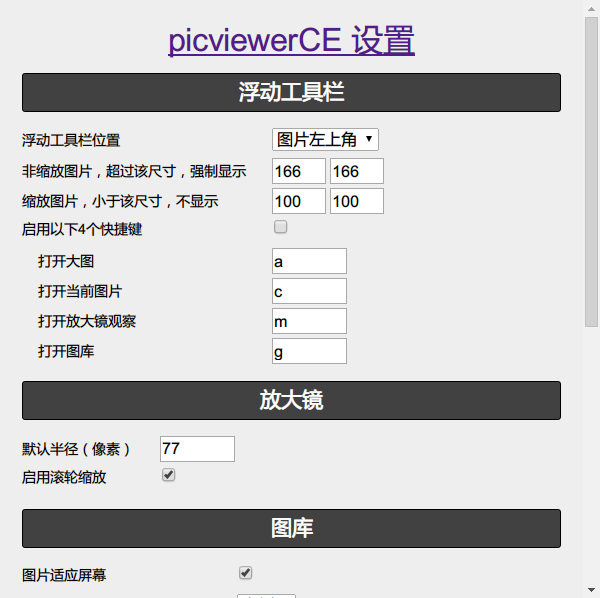 picviewerCE 设置
浮动工具栏
浮动工具栏位置 图片左上角
非缩放图片，超过该尺寸，强制显示 166 166
缩放图片，小于该尺寸，不显示 100 100
启用以下4个快捷键
打开大图 a
打开当前图片 c
打开放大镜观察 m
打开图库 g
放大镜
默认半径（像素） 77
启用滚轮缩放
图库
图片适应屏幕